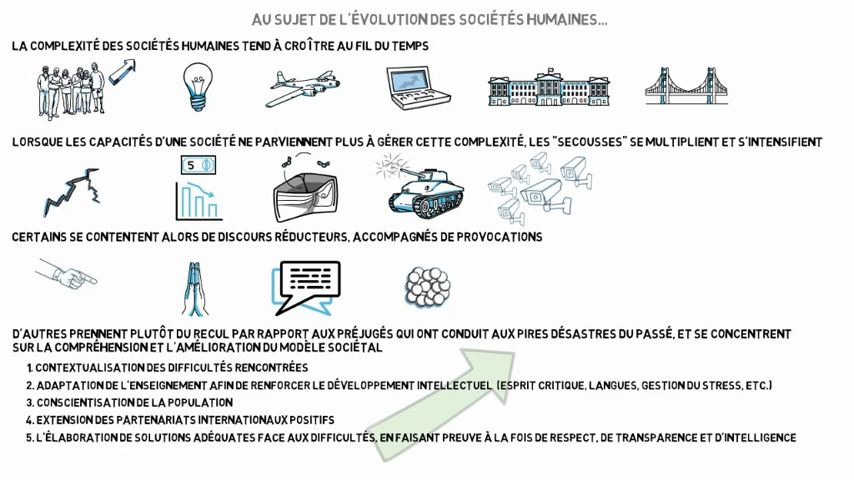 AU SUJET DE L'ÉVOLUTION DES SOCIÉTÉS HUMAINES...
LA COMPLEXITÉ DES SOCIÉTÉS HUMAINES TEND À CROÎTRE AU FIL DU TEMPS
LORSQUE LES CAPACITÉS D'UNE SOCIÉTÉ NE PARVIENNENT PLUS À GÉRER CETTE COMPLEXITÉ, LES "SECOUSSES" SE MULTIPLIENT ET S'INTENSIFIENT
5
CERTAINS SE CONTENTENT ALORS DE DISCOURS RÉDUCTEURS, ACCOMPAGNÉS DE PROVOCATIONS
D'AUTRES PRENNENT PLUTÔT DU RECUL PAR RAPPORT AUX PRÉJUGÉS QUI ONT CONDUIT AUX PIRES DÉSASTRES DU PASSÉ, ET SE CONCENTRENT
SUR LA COMPRÉHENSION ET L'AMÉLIORATION DU MODÈLE SOCIÉTAL
1. CONTEXTUALISATION DES DIFFICULTÉS RENCONTRÉES
2. ADAPTATION DE L'ENSEIGNEMENT AFIN DE RENFORCER LE DÉVELOPPEMENT INTELLECTUEL (ESPRIT CRITIQUE, LANGUES, GESTION DU STRESS, ETC.)
3. CONSCIENTISATION DE LA POPULATION
4. EXTENSION DES PARTENARIATS INTERNATIONAUX POSITIFS
5. L'ÉLABORATION DE SOLUTIONS ADÉQUATES FACE AUX DIFFICULTÉS, EN FAISANT PREUVE À LA FOIS DE RESPECT, DE TRANSPARENCE ET D'INTELLIGENCE